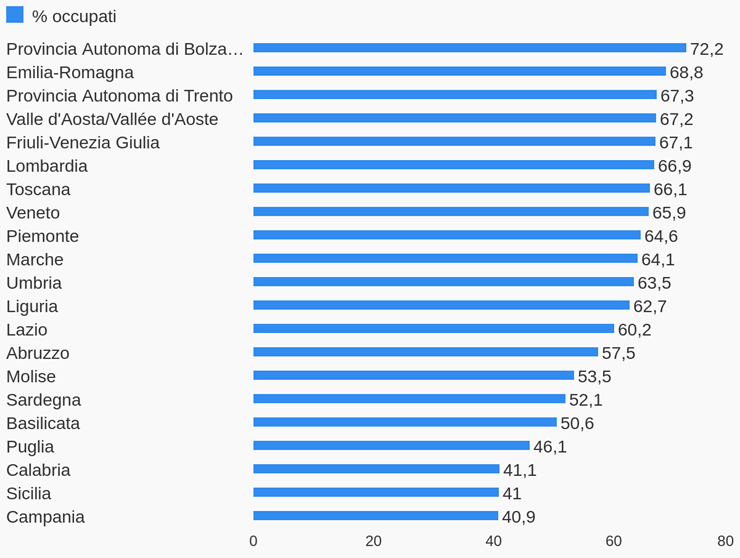 % occupati
Provincia Autonoma di Bolza… 72,2
Emilia-Romagna 68,8
Provincia Autonoma di Trento 67,3
Valle d'Aosta/Vallée d'Aoste 67,2
Friuli-Venezia Giulia 67,1
Lombardia 66,9
Toscana 66,1
Veneto 65,9
Piemonte 64,6
Marche 64,1
Umbria 63,5
Liguria 62,7
Lazio 60,2
Abruzzo 57,5
Molise 53,5
Sardegna 52,1
Basilicata 50,6
Puglia 46,1
Calabria 41,1
Sicilia 41
Campania 40,9
0 20 40 60 80